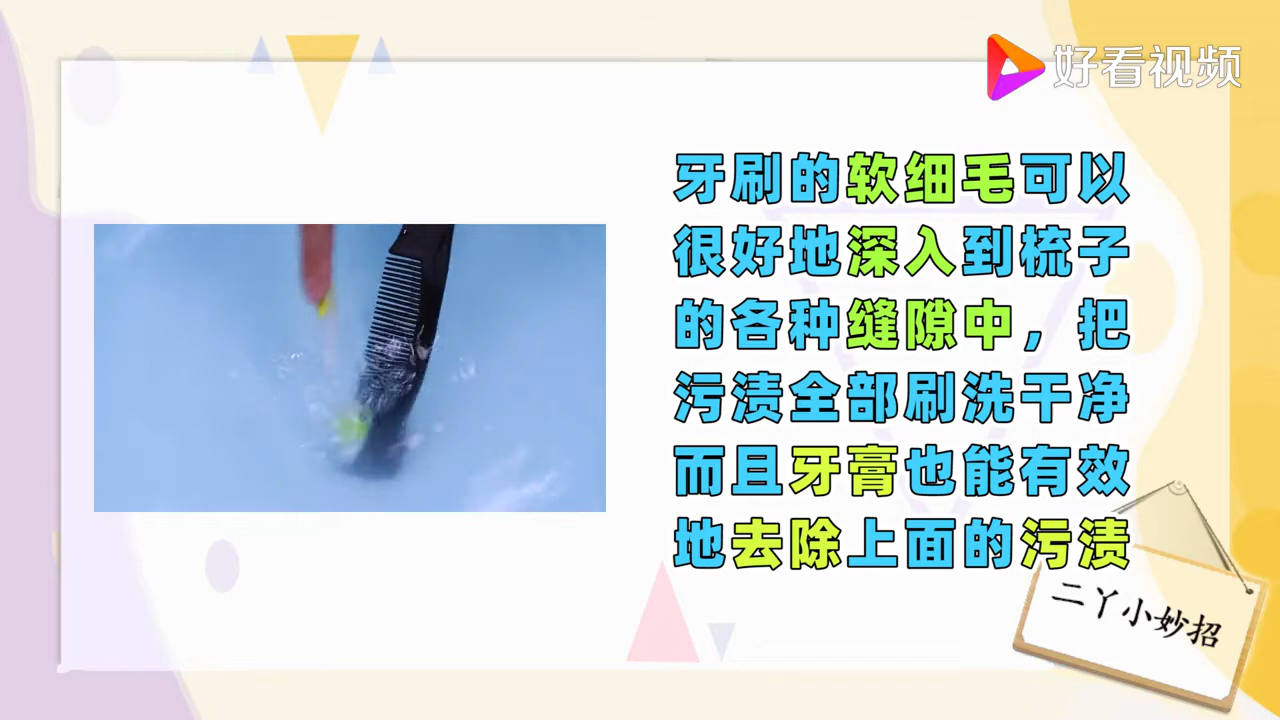 好看视频
牙刷的软细毛可以
很好地深入到梳子
的各种缝隙中，把
污渍全部刷洗干净
而且牙膏也能有效
地去除上面的污渍
二丫小妙招